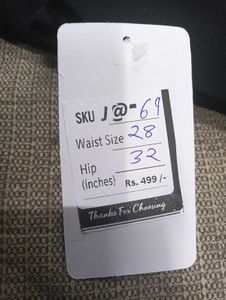 SKU J@-69
Waist Size 28
Hip 32
(inches) Rs. 499/-
Thanks For Choosing